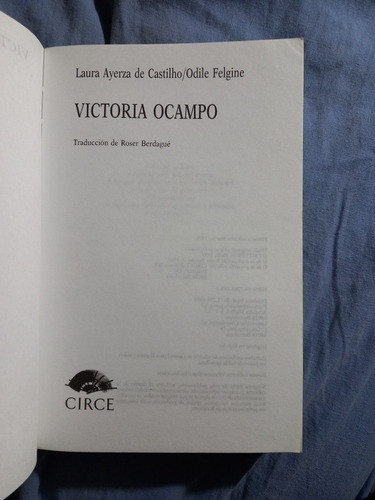 Laura Ayerza de Castilho/Odile Felgine
VICTORIA OCAMPO
Traducción de Roser Berdagué
CIRCE